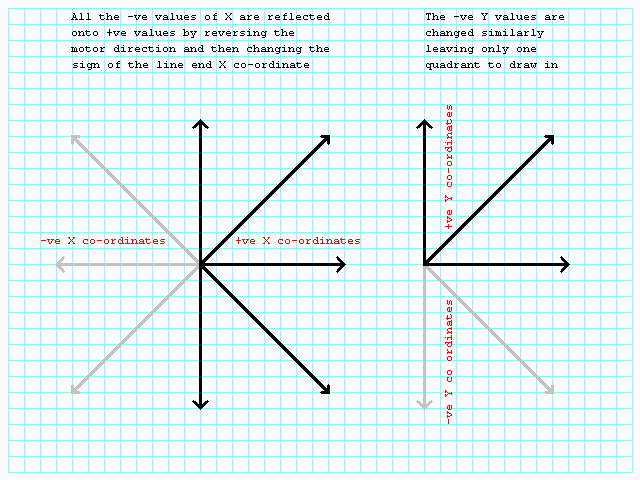 All the -ve values of X are reflected
onto +ve values by reversing the
motor direction and then changing the
sign of the line end X co-ordinate
The -ve Y values are
changed similarly
leaving only one
quadrant to draw in
+ve Y co-ordinates
-ve X co-ordinates
+ve X co-ordinates
-ve Y co ordinates